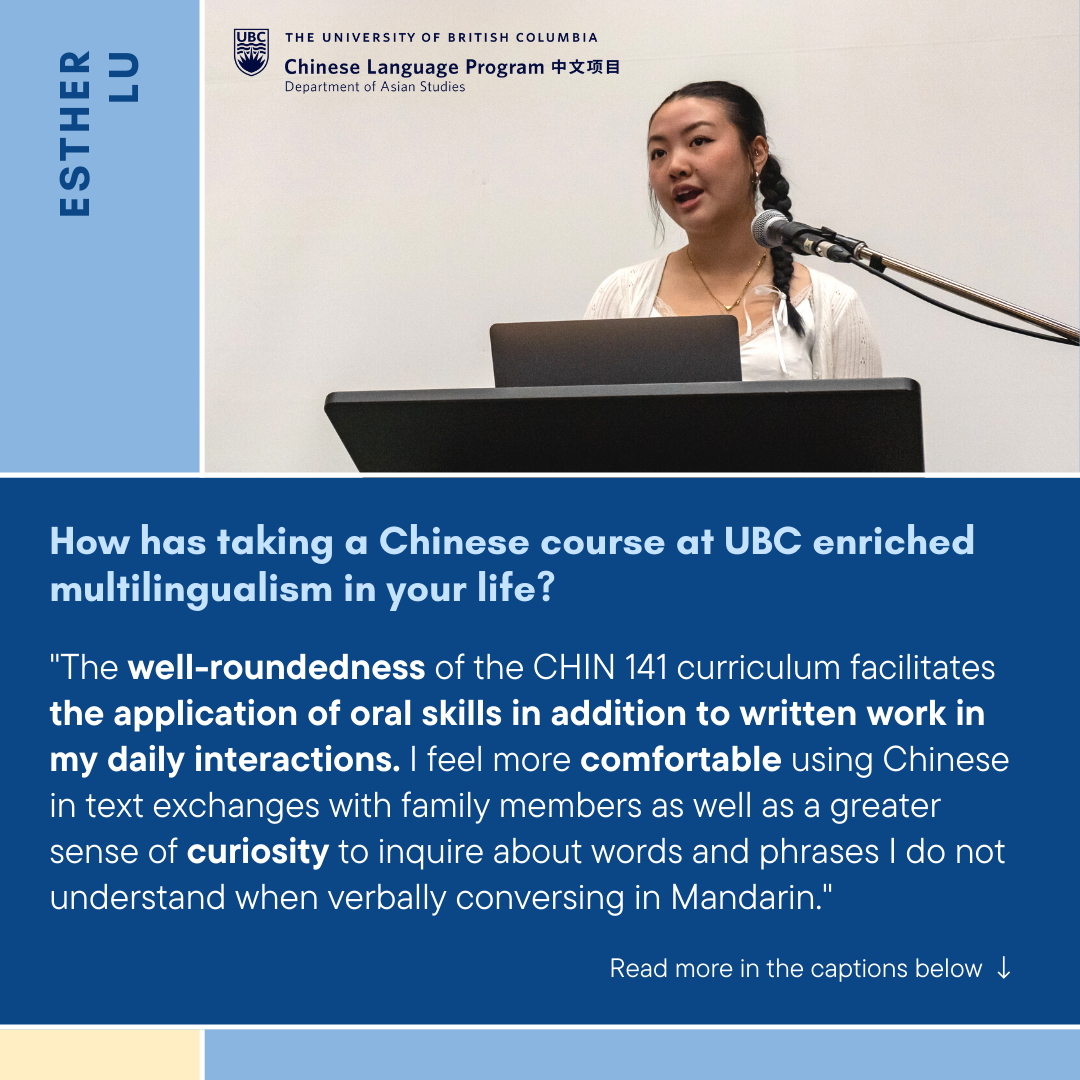 ESTHER
LU
UBC
THE UNIVERSITY OF BRITISH COLUMBIA
Chinese Language Program 中文项目
Department of Asian Studies
How has taking a Chinese course at UBC enriched
multilingualism in your life?
"The well-roundedness of the CHIN 141 curriculum facilitates
the application of oral skills in addition to written work in
my daily interactions. I feel more comfortable using Chinese
in text exchanges with family members as well as a greater
sense of curiosity to inquire about words and phrases I do not
understand when verbally conversing in Mandarin."
Read more in the captions below ↓